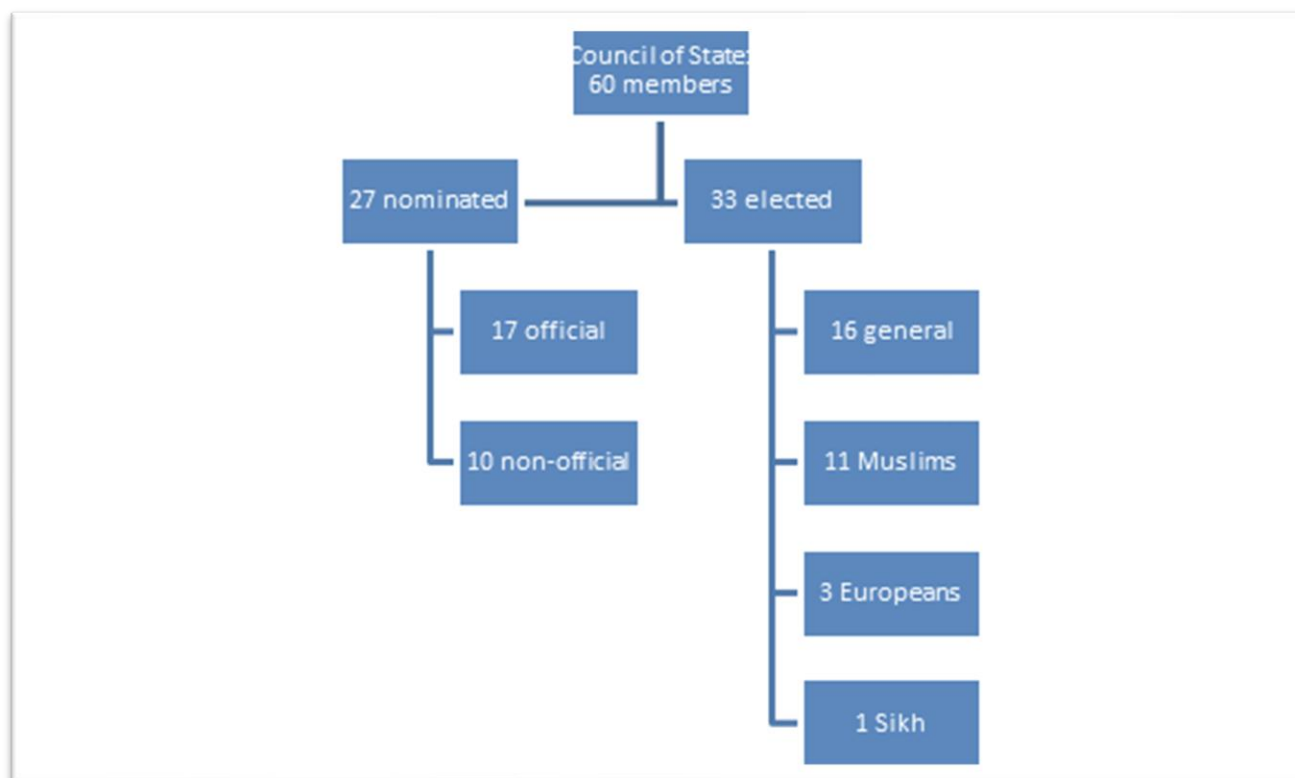 Council of State:
60 members
27 nominated
33 elected
17 official
16 general
10 non-official
11 Muslims
3 Europeans
1 Sikh